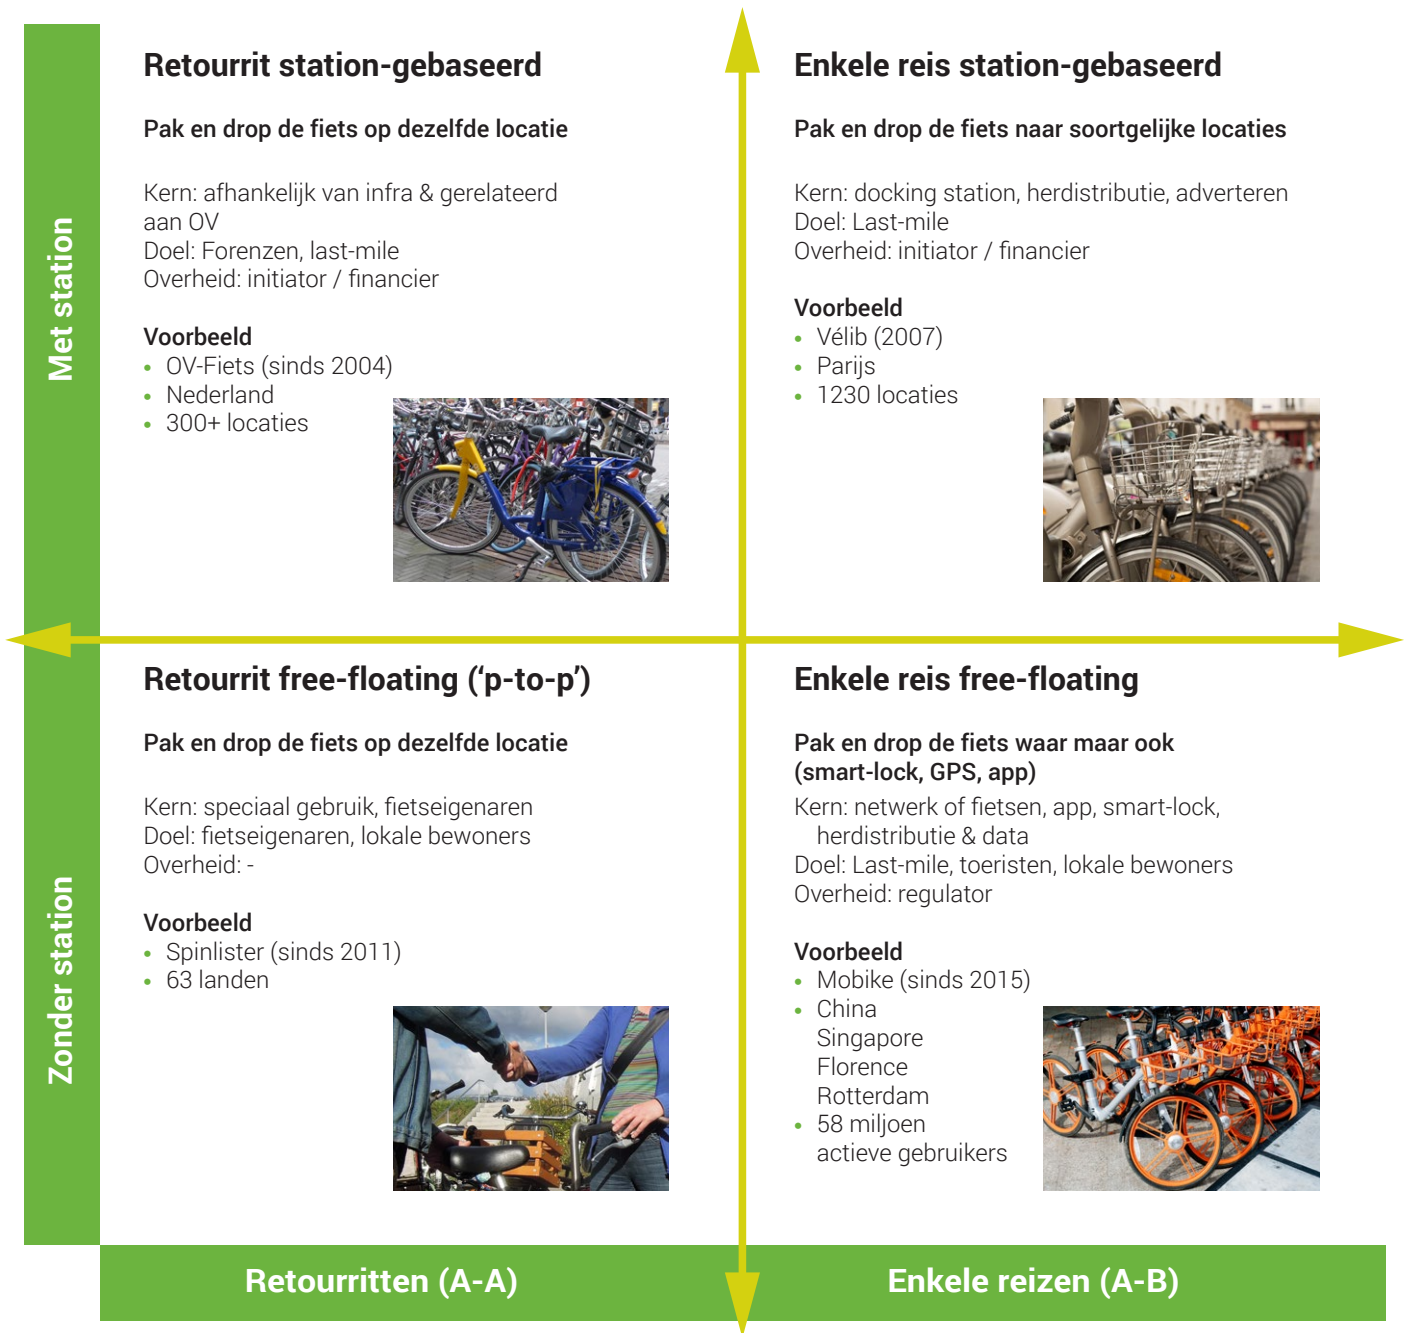 Met station
Retourrit station-gebaseerd
Pak en drop de fiets op dezelfde locatie
Kern: afhankelijk van infra & gerelateerd
aan OV
Doel: Forenzen, last-mile
Overheid: initiator / financier
Voorbeeld
• OV-Fiets (sinds 2004)
• Nederland
• 300+ locaties
Enkele reis station-gebaseerd
Pak en drop de fiets naar soortgelijke locaties
Kern: docking station, herdistributie, adverteren
Doel: Last-mile
Overheid: initiator / financier
Voorbeeld
• Vélib (2007)
• Parijs
• 1230 locaties
Zonder station
Retourrit free-floating (‘p-to-p’)
Pak en drop de fiets op dezelfde locatie
Kern: speciaal gebruik, fietseigenaren
Doel: fietseigenaren, lokale bewoners
Overheid: -
Voorbeeld
• Spinlister (sinds 2011)
• 63 landen
Enkele reis free-floating
Pak en drop de fiets waar maar ook
(smart-lock, GPS, app)
Kern: netwerk of fietsen, app, smart-lock,
herdistributie & data
Doel: Last-mile, toeristen, lokale bewoners
Overheid: regulator
Voorbeeld
• Mobike (sinds 2015)
• China
Singapore
Florence
Rotterdam
• 58 miljoen
actieve gebruikers
Retourritten (A-A)
Enkele reizen (A-B)